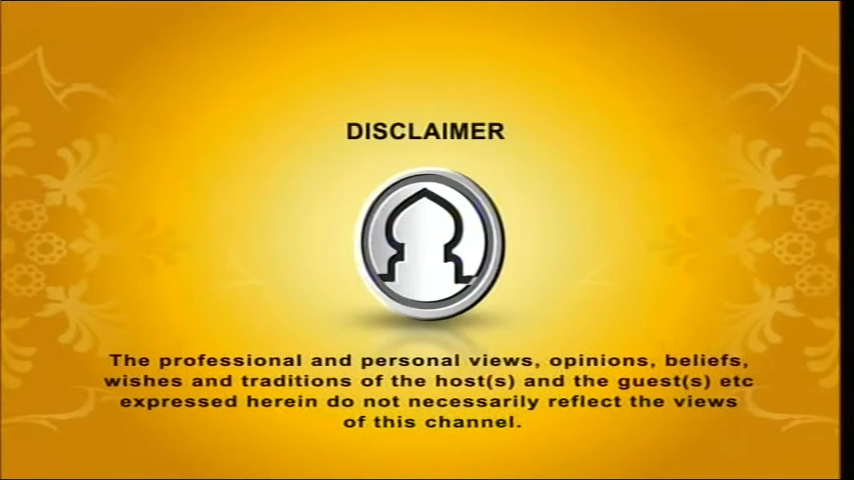 DISCLAIMER
The professional and personal views, opinions, beliefs,
wishes and traditions of the host(s) and the guest(s) etc
expressed herein do not necessarily reflect the views
of this channel.